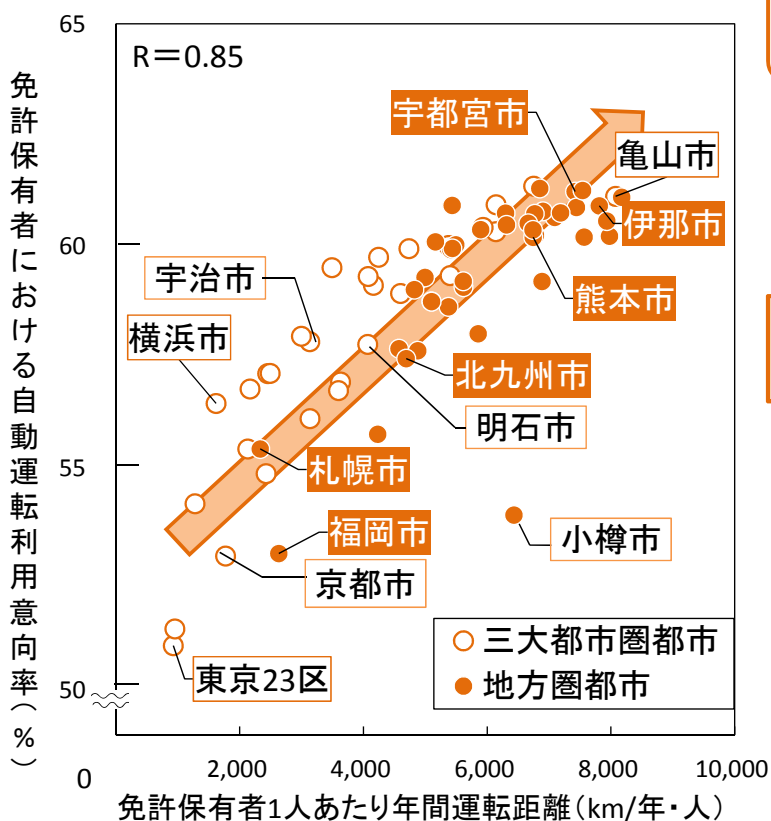 65
R=0.85
免許保有者における自動運転利用意向率(%)
宇都宮市
亀山市
60
伊那市
宇治市
熊本市
横浜市
北九州市
明石市
55
札幌市
福岡市
小樽市
京都市
○ 三大都市圏都市
東京23区
● 地方圏都市
50
0
2,000 4,000 6,000 8,000 10,000
免許保有者1人あたり年間運転距離(km/年・人)